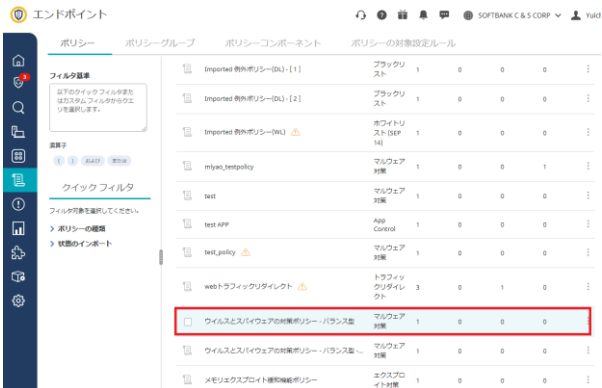 エンドポイント
SOFTBANK C & S CORP
Yuich
ポリシー
ポリシーグループ
ポリシーコンポーネント
ポリシーの対象設定ルール
3
フィルタ基準
以下のクイック フィルタまた
はカスタム フィルタからクエ
リを選択します。
演算子
( ) および または
クイック フィルタ
フィルタ対象を選択してください。
ポリシーの種類
状態のインポート
Imported 例外ポリシー(DL) - [ 1 ] ブラックリ
スト 1 0 0 0
Imported 例外ポリシー(DL) - [ 2 ] ブラックリ
スト 1 0 0 0
Imported 例外ポリシー(WL) ホワイトリ
スト (SEP
14) 1 0 0 0
miyao_testpolicy マルウェア
対策 1 0 0 1
test マルウェア
対策 1 0 0 0
test APP App
Control 1 0 0 0
test_policy マルウェア
対策 1 0 0 0
webトラフィックリダイレクト トラフィッ
クリダイレ
クト 3 0 1 0
ウイルスとスパイウェアの対策ポリシー - バランス型 マルウェア
対策 1 0 0 0
ウイルスとスパイウェアの対策ポリシー - バランス型 -... マルウェア
対策 1 0 0 0
メモリエクスプロイト緩和機能ポリシー エクスプロ
イト対策 1 0 0 0